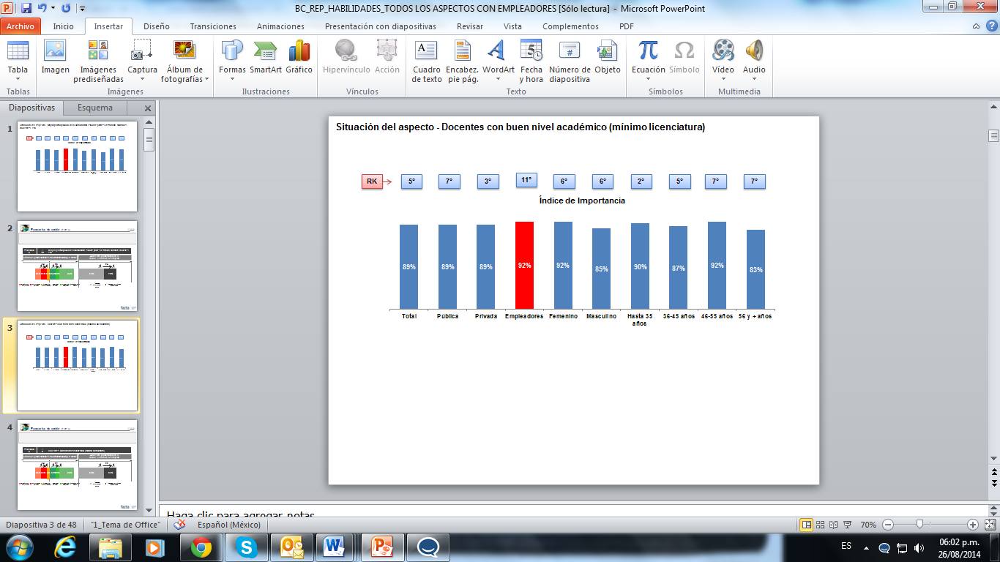 BC_REP_HABILIDADES_TODOS LOS ASPECTOS CON EMPLEADORES [Sólo lectura] - Microsoft PowerPoint
Archivo Inicio Insertar Diseño Transiciones Animaciones Presentación con diapositivas Revisar Vista Complementos PDF
Tabla Imagen Imágenes prediseñadas Captura Álbum de fotografías Formas SmartArt Gráfico Hipervínculo Acción Cuadro de texto Encabez. pie pág. WordArt Fecha y hora Número de diapositiva Objeto Ecuación Símbolo Vídeo Audio
Tablas Imágenes Ilustraciones Vínculos Texto Símbolos Multimedia
Diapositivas Esquema
1
2
3
4
facta
facta
Situación del aspecto - Docentes con buen nivel académico (mínimo licenciatura)
RK 5° 7° 3° 11° 6° 6° 2° 5° 7° 7°
Índice de Importancia
89% 89% 89% 92% 92% 85% 90% 87% 92% 83%
Total Pública Privada Empleadores Femenino Masculino Hasta 35 años 36-45 años 46-55 años 56 y + años
Haga clic para agregar notas
Diapositiva 3 de 48 "1_Tema de Office" Español (México) 70%
ES 06:02 p.m.
26/08/2014